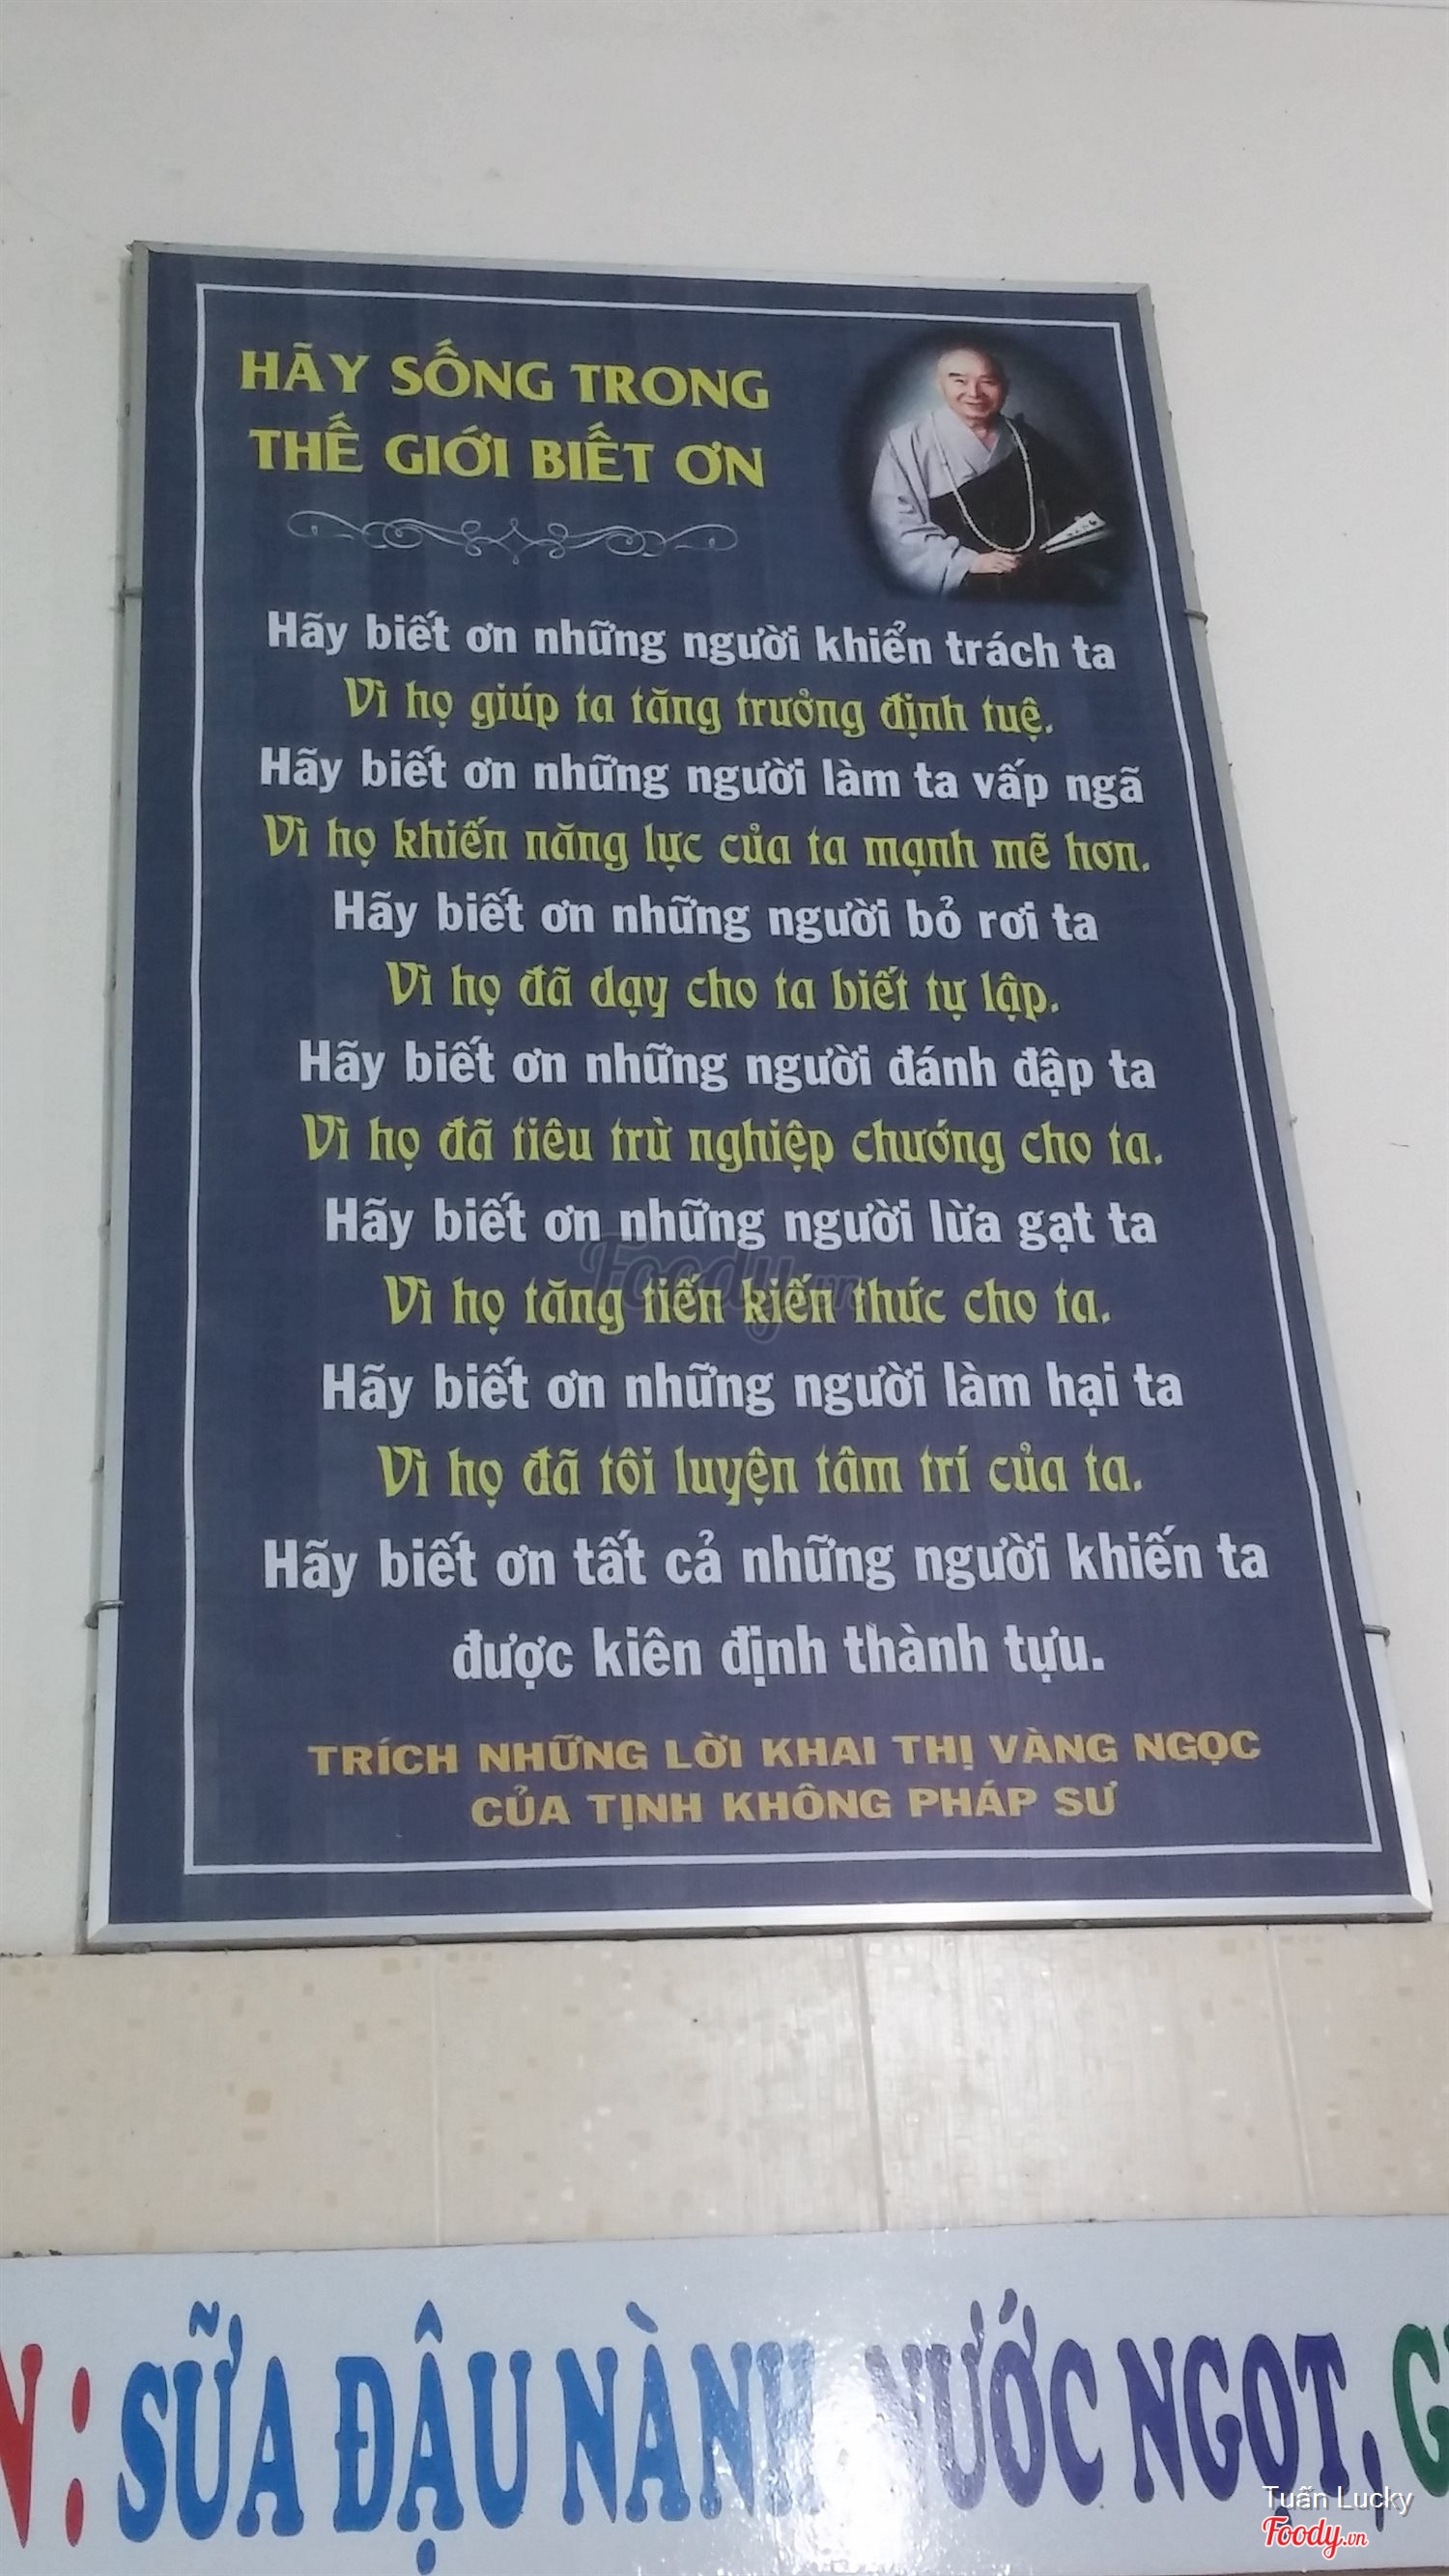 HÃY SỐNG TRONG
THẾ GIỚI BIẾT ƠN
Hãy biết ơn những người khiển trách ta
Vì họ giúp ta tăng trưởng định tuệ.
Hãy biết ơn những người làm ta vấp ngã
Vì họ khiến năng lực của ta mạnh mẽ hơn.
Hãy biết ơn những người bỏ rơi ta
Vì họ đã dạy cho ta biết tự lập.
Hãy biết ơn những người đánh đập ta
Vì họ đã tiêu trừ nghiệp chướng cho ta.
Hãy biết ơn những người lừa gạt ta
Foody.vn
Vì họ tăng tiến kiến thức cho ta.
Hãy biết ơn những người làm hại ta
Vì họ đã tôi luyện tâm trí của ta.
Hãy biết ơn tất cả những người khiến ta
được kiên định thành tựu.
TRÍCH NHỮNG LỜI KHAI THỊ VÀNG NGỌC
CỦA TỊNH KHÔNG PHÁP SƯ
N: SỮA ĐẬU NÀNH, NƯỚC NGỌT,
Tuấn Lucky
Foody.vn